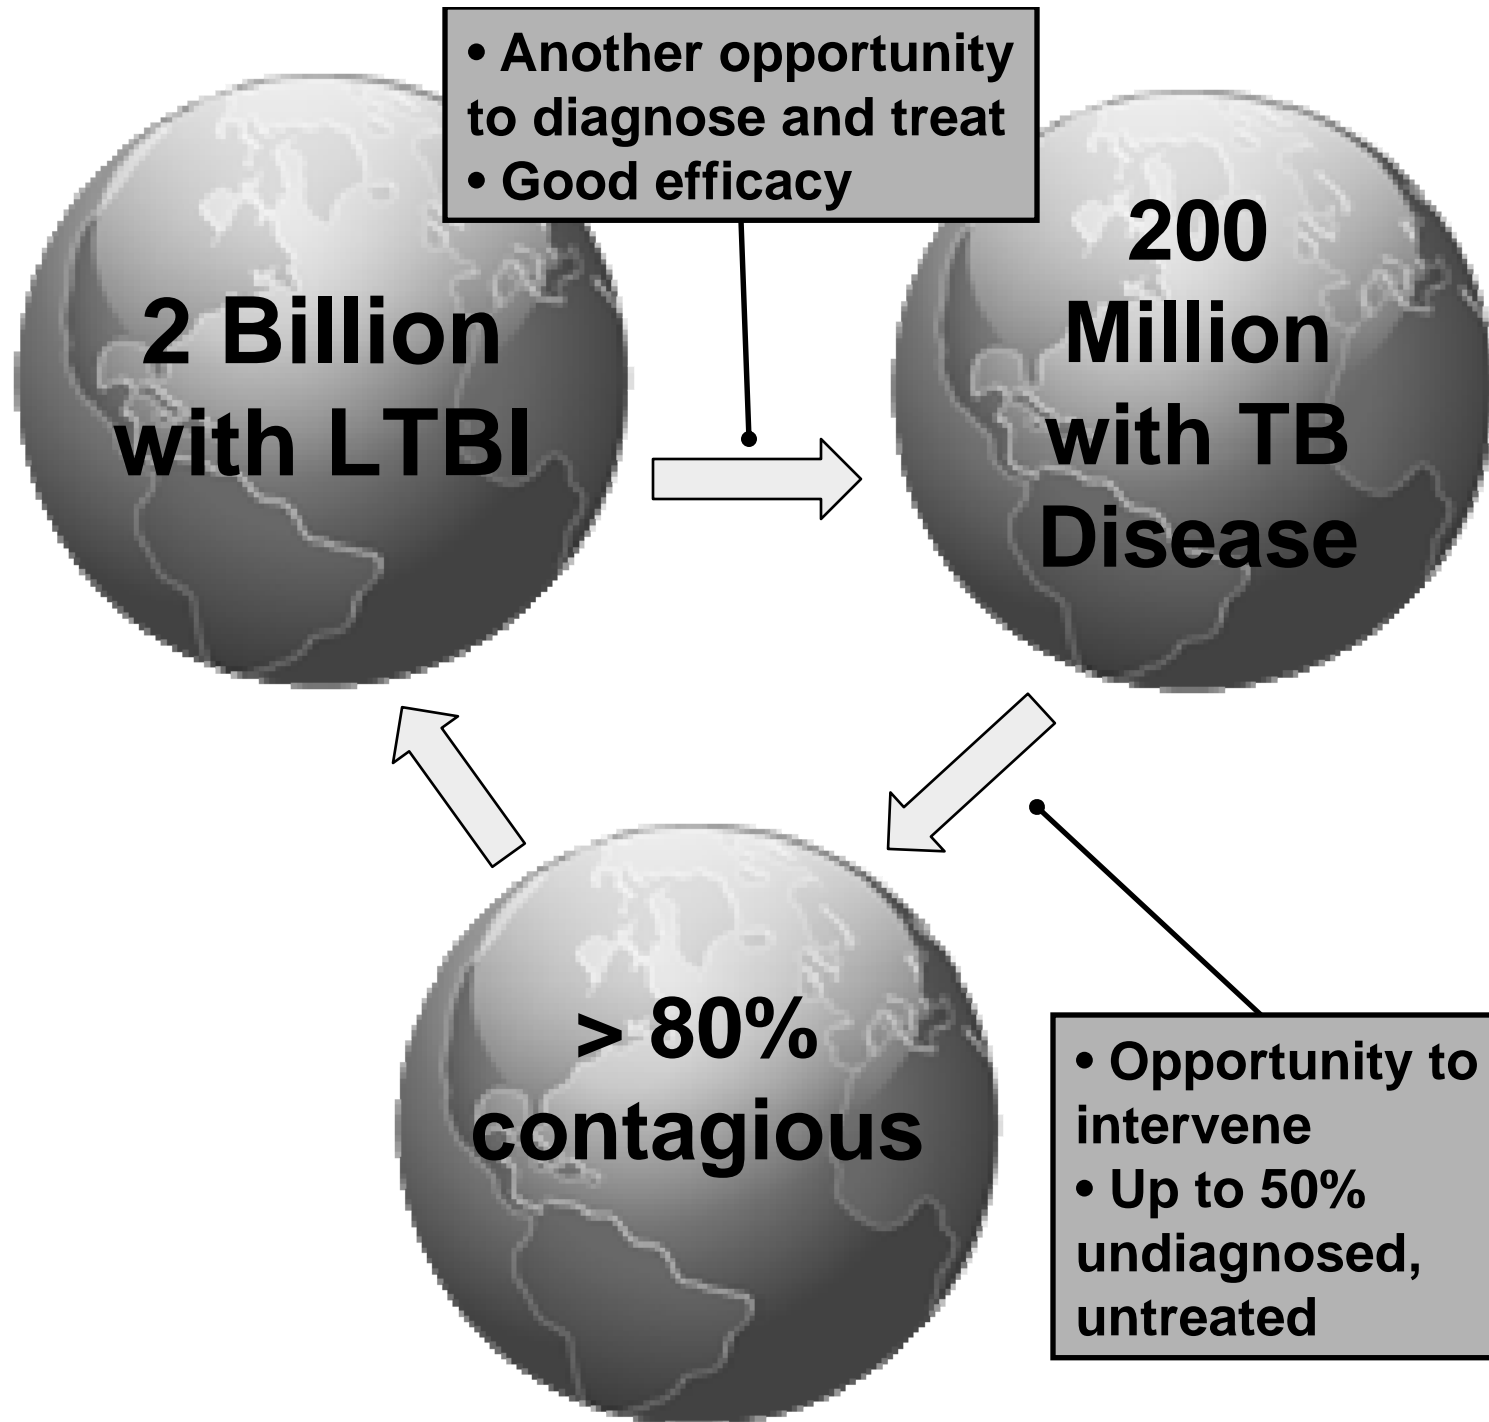 • Another opportunity
to diagnose and treat
• Good efficacy
2 Billion
with LTBI
200
Million
with TB
Disease
> 80%
contagious
• Opportunity to
intervene
• Up to 50%
undiagnosed,
untreated